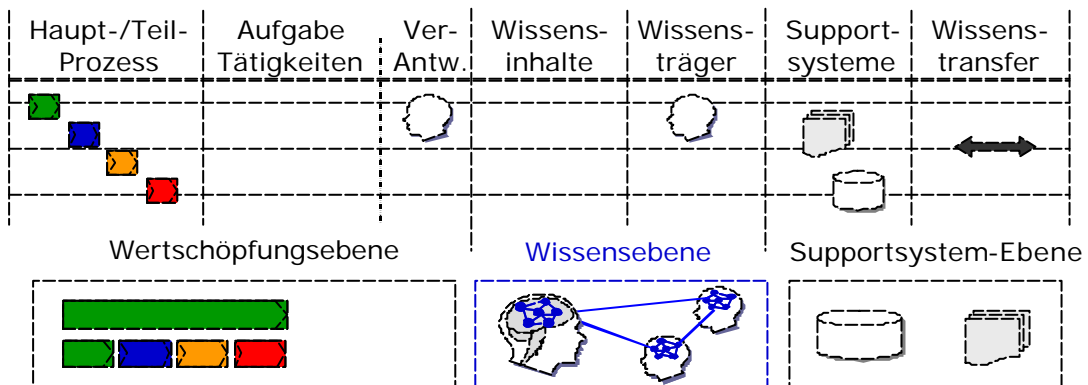 Haupt-/Teil- Aufgabe Ver- Wissens- Wissens- Support- Wissens-
Prozess Tätigkeiten Antw. inhalte träger systeme transfer
Wertschöpfungsebene Wissensebene Supportsystem-Ebene